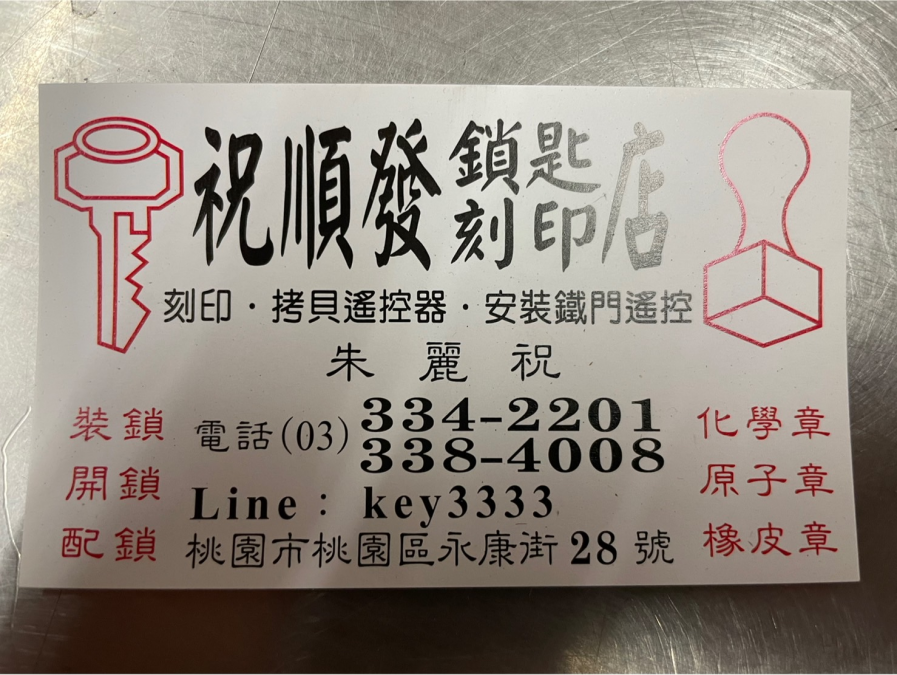 祝順發鎖匙刻印店
刻印·拷貝遙控器·安裝鐵門遙控
朱麗祝
裝鎖
開鎖
配鎖
電話(03)334-2201
338-4008
Line：key3333
桃園市桃園區永康街28號
化學章
原子章
橡皮章